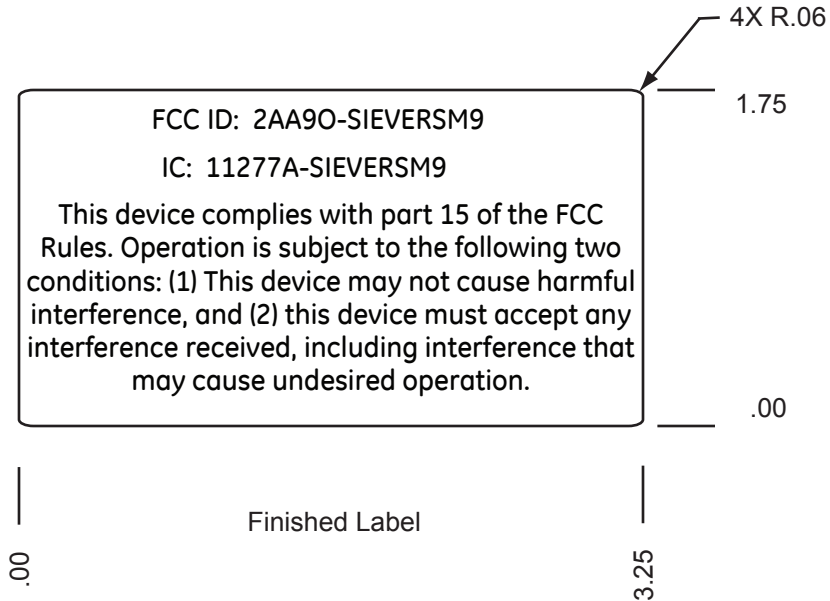 4X R.06
1.75
FCC ID: 2AA9O-SIEVERSM9
IC: 11277A-SIEVERSM9
This device complies with part 15 of the FCC
Rules. Operation is subject to the following two
conditions: (1) This device may not cause harmful
interference, and (2) this device must accept any
interference received, including interference that
may cause undesired operation.
.00
Finished Label
.00
3.25